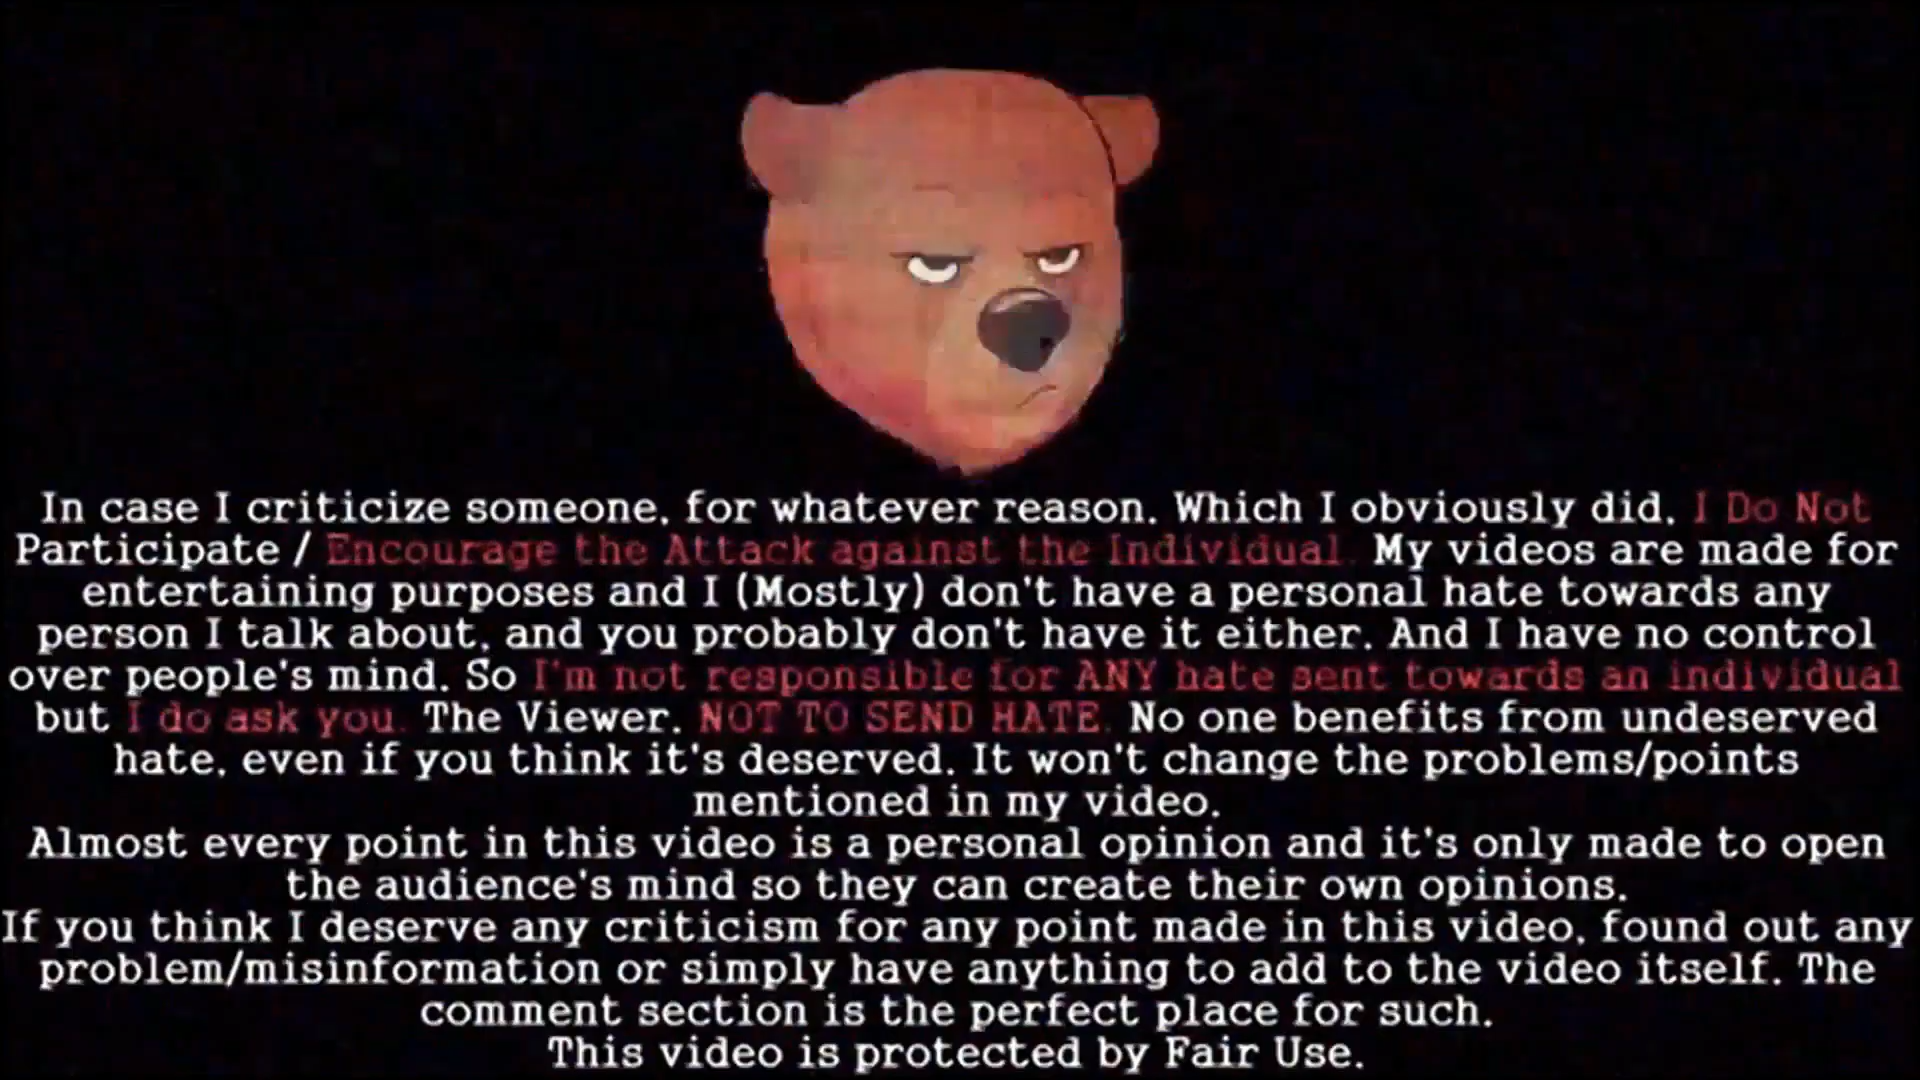 In case I criticize someone, for whatever reason. Which I obviously did, I Do Not
Participate / Encourage the Attack against the Individual. My videos are made for
entertaining purposes and I (Mostly) don't have a personal hate towards any
person I talk about, and you probably don't have it either. And I have no control
over people's mind. So I'm not responsible for ANY hate sent towards an individual
but I do ask you. The Viewer. NOT TO SEND HATE. No one benefits from undeserved
hate, even if you think it's deserved. It won't change the problems/points
mentioned in my video.
Almost every point in this video is a personal opinion and it's only made to open
the audience's mind so they can create their own opinions.
If you think I deserve any criticism for any point made in this video, found out any
problem/misinformation or simply have anything to add to the video itself. The
comment section is the perfect place for such.
This video is protected by Fair Use.